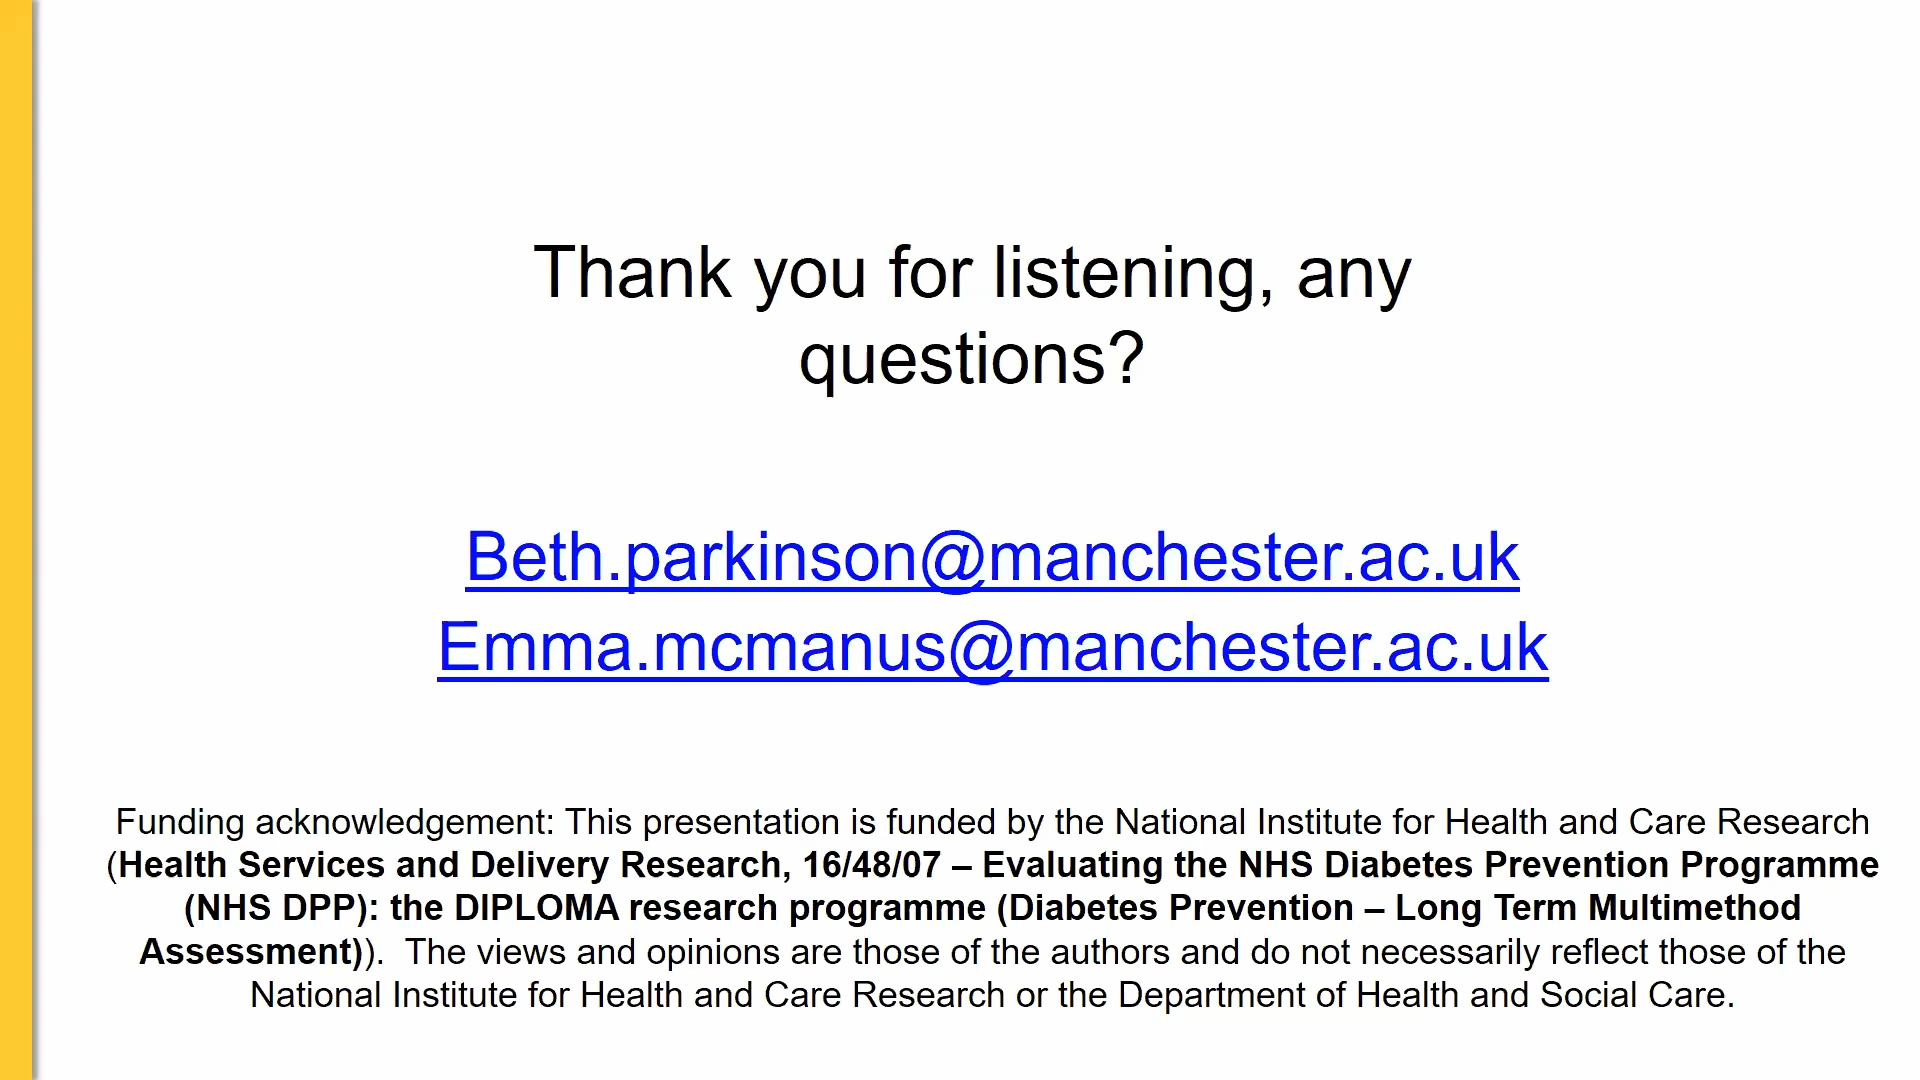 Thank you for listening, any
questions?
Beth.parkinson@manchester.ac.uk
Emma.mcmanus@manchester.ac.uk
Funding acknowledgement: This presentation is funded by the National Institute for Health and Care Research
(Health Services and Delivery Research, 16/48/07 – Evaluating the NHS Diabetes Prevention Programme
(NHS DPP): the DIPLOMA research programme (Diabetes Prevention – Long Term Multimethod
Assessment)).  The views and opinions are those of the authors and do not necessarily reflect those of the
National Institute for Health and Care Research or the Department of Health and Social Care.